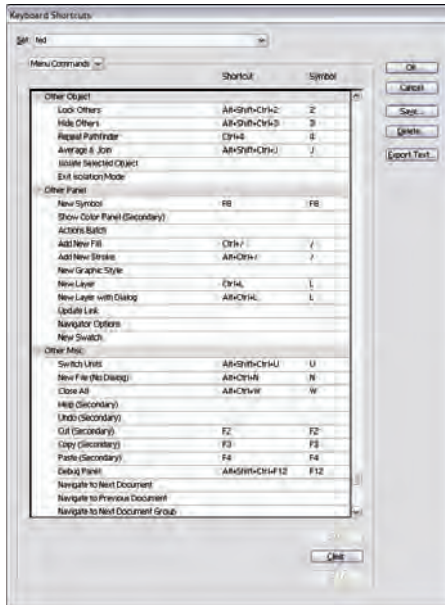 Keyboard Shortcuts
Set: ted
Menu Commands
Shortcut Symbol
Other Object
Lock Others Alt+Shift+Ctrl+2 2
Hide Others Alt+Shift+Ctrl+3 3
Repeat Pathfinder Ctrl+4 4
Average & Join Alt+Shift+Ctrl+J J
Isolate Selected Object
Exit Isolation Mode
Other Panel
New Symbol F8 F8
Show Color Panel (Secondary)
Actions Batch
Add New Fill Ctrl+/ /
Add New Stroke Alt+Ctrl+/ /
New Graphic Style
New Layer Ctrl+L L
New Layer with Dialog Alt+Ctrl+L L
Update Link
Navigator Options
New Swatch
Other Misc
Switch Units Alt+Shift+Ctrl+U U
New File (No Dialog) Alt+Ctrl+N N
Close All Alt+Ctrl+W W
Help (Secondary)
Undo (Secondary)
Cut (Secondary) F2 F2
Copy (Secondary) F3 F3
Paste (Secondary) F4 F4
Debug Panel Alt+Shift+Ctrl+F12 F12
Navigate to Next Document
Navigate to Previous Document
Navigate to Next Document Group
OK
Cancel
Save...
Delete...
Export Text...
Clear